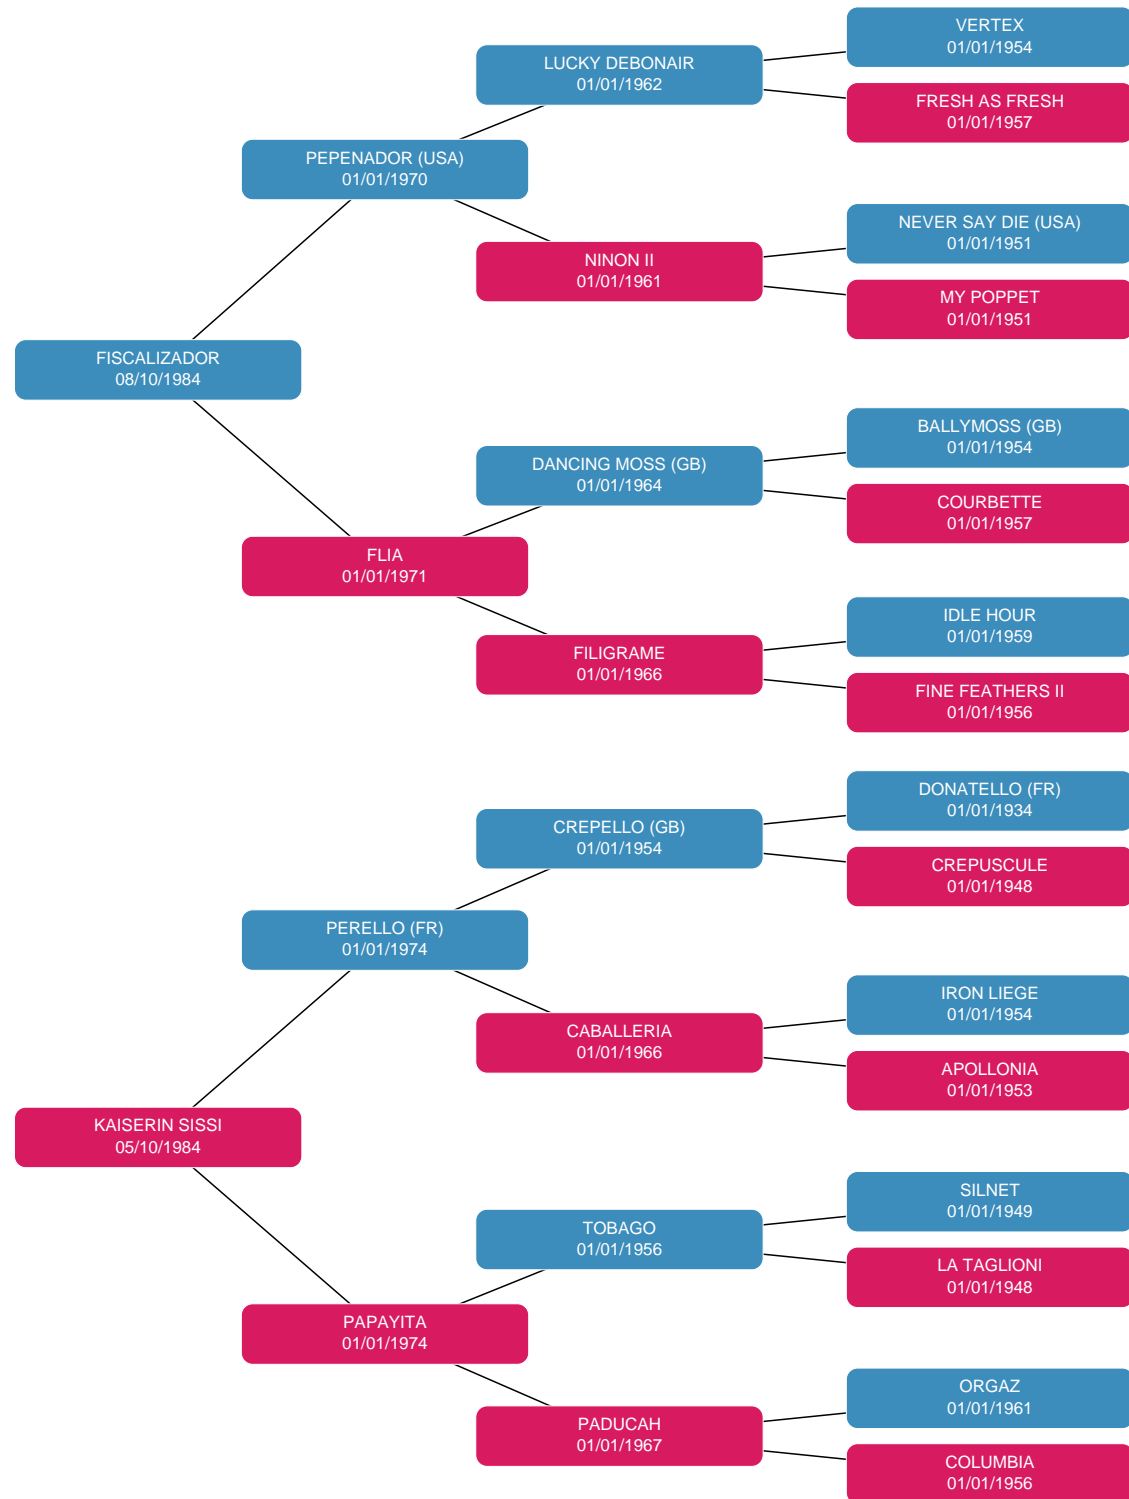 VERTEX
01/01/1954
LUCKY DEBONAIR
01/01/1962
FRESH AS FRESH
01/01/1957
PEPENADOR (USA)
01/01/1970
NEVER SAY DIE (USA)
01/01/1951
NINON II
01/01/1961
MY POPPET
01/01/1951
FISCALIZADOR
08/10/1984
BALLYMOSS (GB)
01/01/1954
DANCING MOSS (GB)
01/01/1964
COURBETTE
01/01/1957
FLIA
01/01/1971
IDLE HOUR
01/01/1959
FILIGRAME
01/01/1966
FINE FEATHERS II
01/01/1956
DONATELLO (FR)
01/01/1934
CREPELLO (GB)
01/01/1954
CREPUSCULE
01/01/1948
PERELLO (FR)
01/01/1974
IRON LIEGE
01/01/1954
CABALLERIA
01/01/1966
APOLLONIA
01/01/1953
KAISERIN SISSI
05/10/1984
SILNET
01/01/1949
TOBAGO
01/01/1956
LA TAGLIONI
01/01/1948
PAPAYITA
01/01/1974
ORGAZ
01/01/1961
PADUCAH
01/01/1967
COLUMBIA
01/01/1956